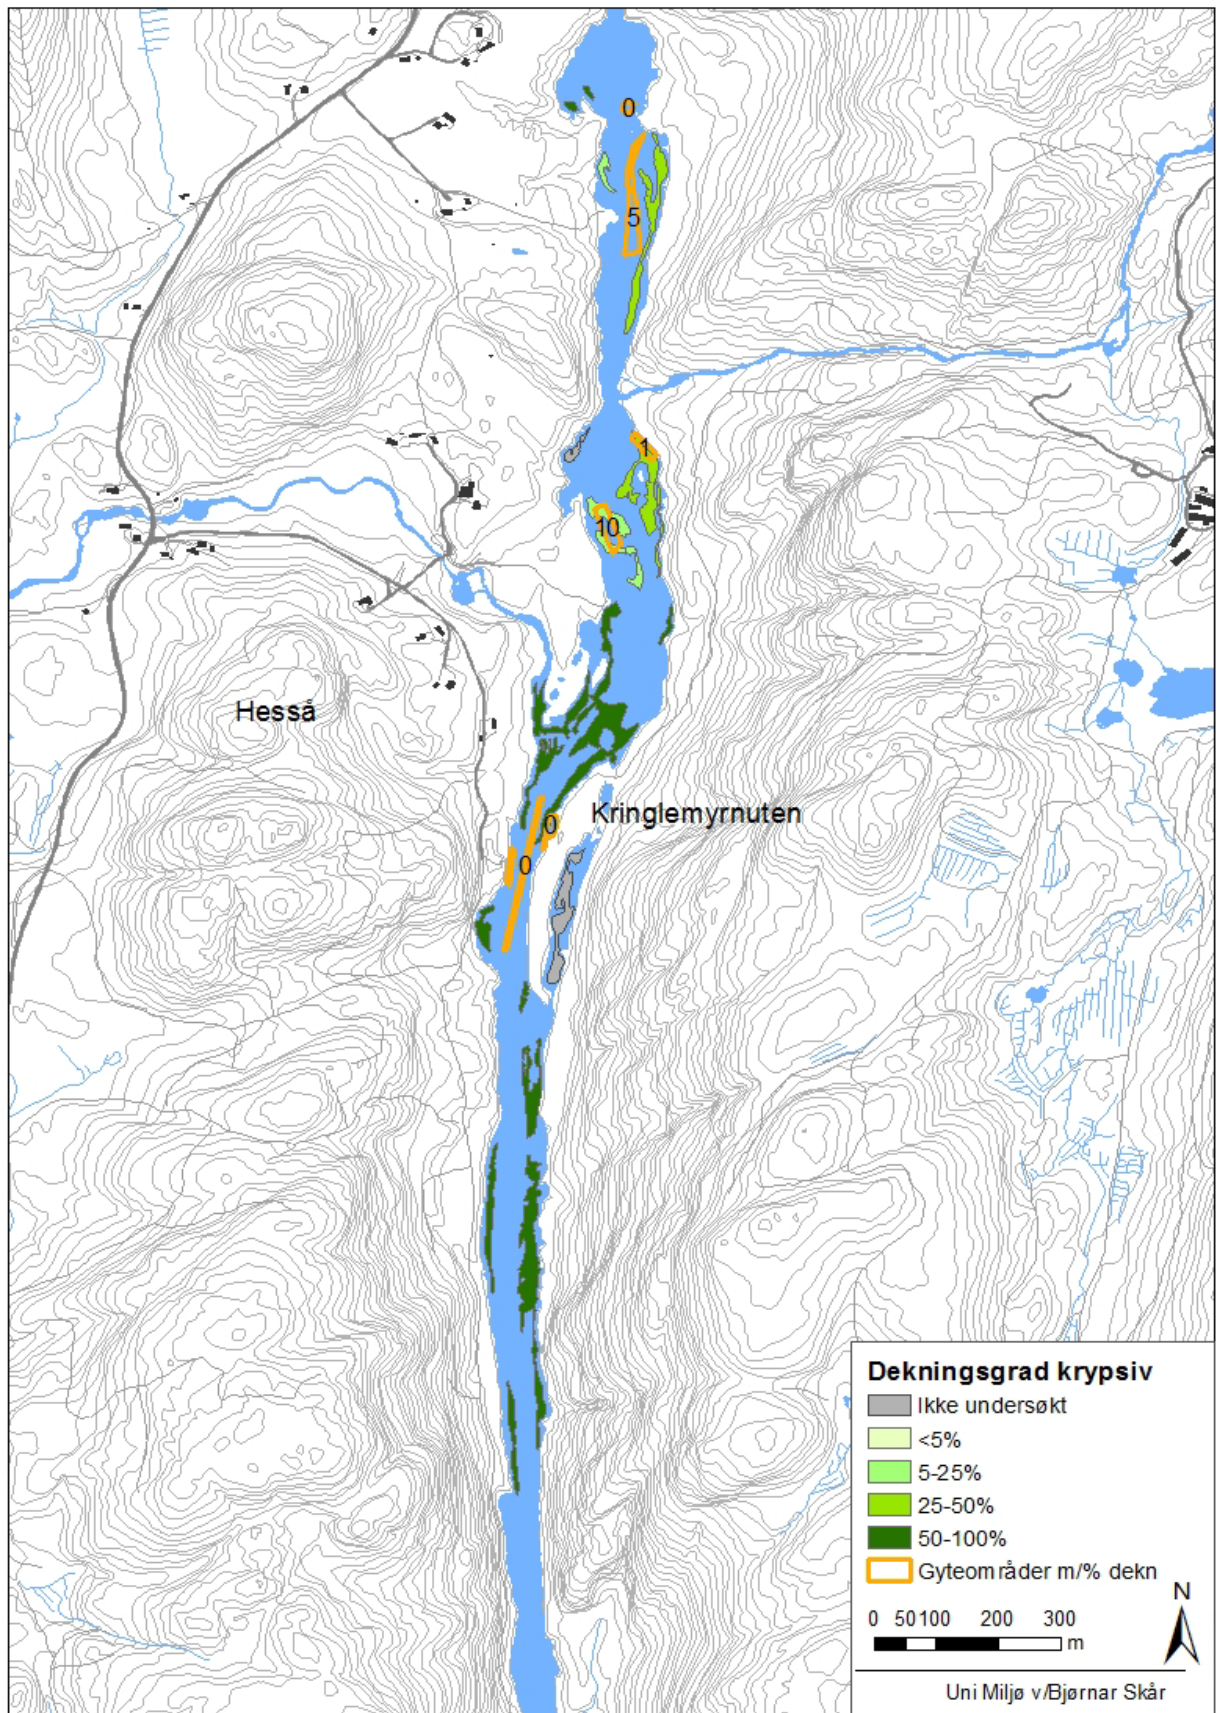 0
5
1
10
Hesså
Kringlemyrnuten
0
0
Dekningsgrad krypsiv
Ikke undersøkt
<5%
5-25%
25-50%
50-100%
Gyteområder m/% dekn
N
0 50 100 200 300
m
Uni Miljø v/Bjørnar Skår